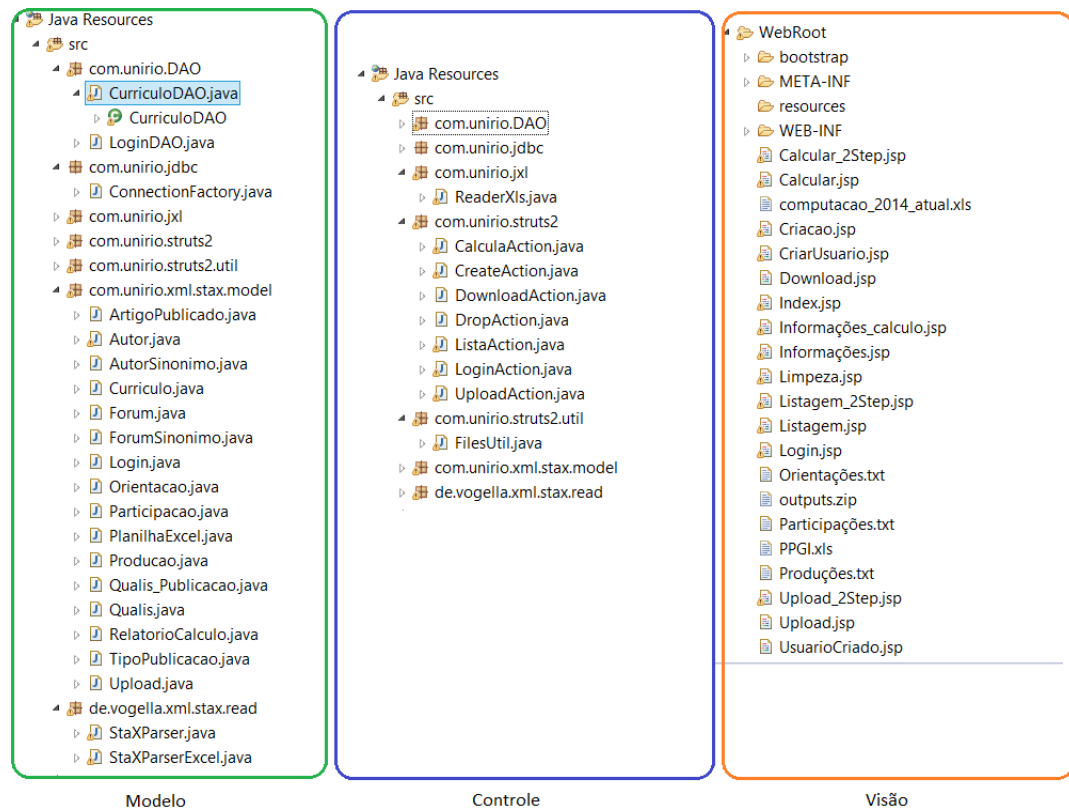 Java Resources
src
com.unirio.DAO
CurriculoDAO.java
CurriculoDAO
LoginDAO.java
com.unirio.jdbc
ConnectionFactory.java
com.unirio.jxl
com.unirio.struts2
com.unirio.struts2.util
com.unirio.xml.stax.model
ArtigoPublicado.java
Autor.java
AutorSinonimo.java
Curriculo.java
Forum.java
ForumSinonimo.java
Login.java
Orientacao.java
Participacao.java
PlanilhaExcel.java
Producao.java
Qualis_Publicacao.java
Qualis.java
RelatorioCalculo.java
TipoPublicacao.java
Upload.java
de.vogella.xml.stax.read
StaXParser.java
StaXParserExcel.java
Modelo
Java Resources
src
com.unirio.DAO
com.unirio.jdbc
com.unirio.jxl
ReaderXls.java
com.unirio.struts2
CalculaAction.java
CreateAction.java
DownloadAction.java
DropAction.java
ListaAction.java
LoginAction.java
UploadAction.java
com.unirio.struts2.util
FilesUtil.java
com.unirio.xml.stax.model
de.vogella.xml.stax.read
Controle
WebRoot
bootstrap
META-INF
resources
WEB-INF
Calcular_2Step.jsp
Calcular.jsp
computacao_2014_atual.xls
Criacao.jsp
CriarUsuario.jsp
Download.jsp
Index.jsp
Informações_calculo.jsp
Informações.jsp
Limpeza.jsp
Listagem_2Step.jsp
Listagem.jsp
Login.jsp
Orientações.txt
outputs.zip
Participações.txt
PPGI.xls
Produções.txt
Upload_2Step.jsp
Upload.jsp
UsuarioCriado.jsp
Visão